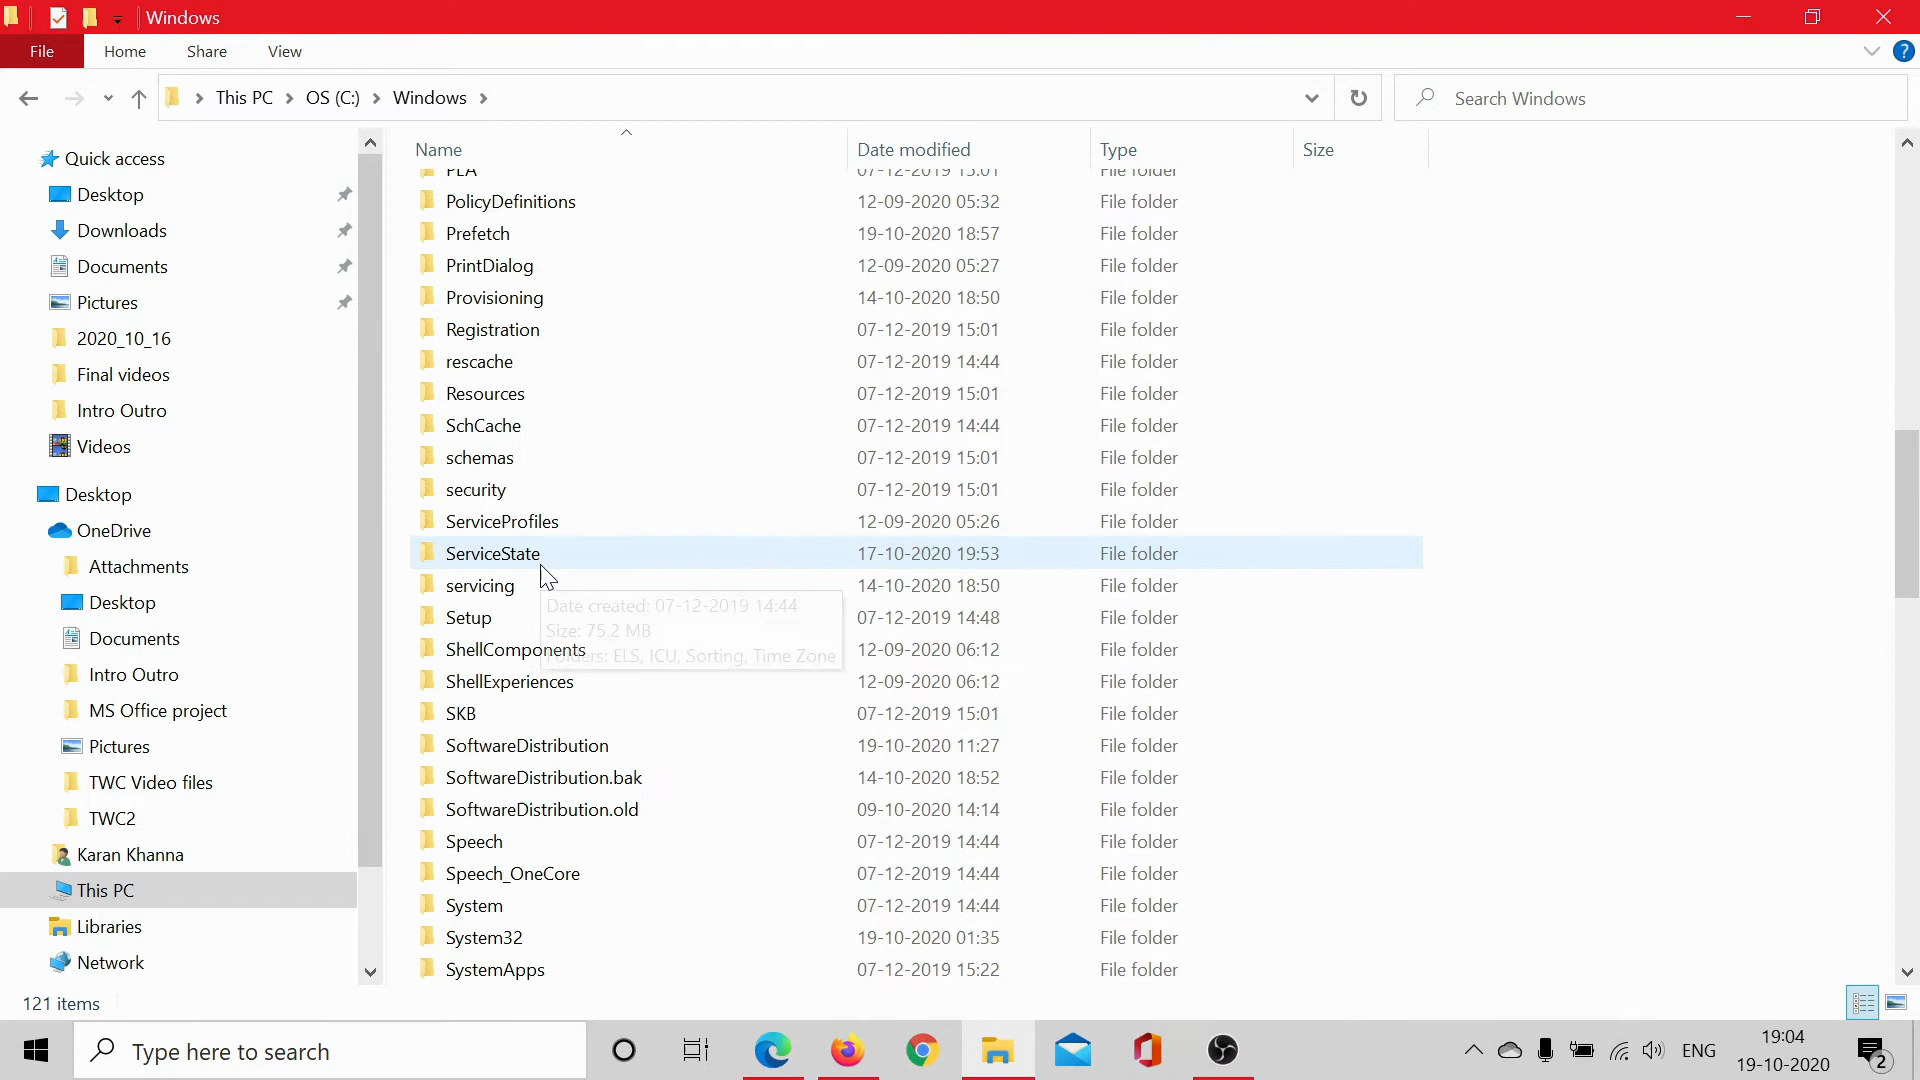 Windows
File Home Share View
This PC OS (C:) Windows Search Windows
Name Date modified Type Size
Quick access
Desktop
Downloads
Documents
Pictures
2020_10_16
Final videos
Intro Outro
Videos
Desktop
OneDrive
Attachments
Desktop
Documents
Intro Outro
MS Office project
Pictures
TWC Video files
TWC2
Karan Khanna
This PC
Libraries
Network
PLA 07-12-2019 15:01 File folder
PolicyDefinitions 12-09-2020 05:32 File folder
Prefetch 19-10-2020 18:57 File folder
PrintDialog 12-09-2020 05:27 File folder
Provisioning 14-10-2020 18:50 File folder
Registration 07-12-2019 15:01 File folder
rescache 07-12-2019 14:44 File folder
Resources 07-12-2019 15:01 File folder
SchCache 07-12-2019 14:44 File folder
schemas 07-12-2019 15:01 File folder
security 07-12-2019 15:01 File folder
ServiceProfiles 12-09-2020 05:26 File folder
ServiceState 17-10-2020 19:53 File folder
servicing 14-10-2020 18:50 File folder
Date created: 07-12-2019 14:44
Setup 07-12-2019 14:48 File folder
Size: 75.2 MB
ShellComponents 12-09-2020 06:12 File folder
Folders: ELS, ICU, Sorting, Time Zone
ShellExperiences 12-09-2020 06:12 File folder
SKB 07-12-2019 15:01 File folder
SoftwareDistribution 19-10-2020 11:27 File folder
SoftwareDistribution.bak 14-10-2020 18:52 File folder
SoftwareDistribution.old 09-10-2020 14:14 File folder
Speech 07-12-2019 14:44 File folder
Speech_OneCore 07-12-2019 14:44 File folder
System 07-12-2019 14:44 File folder
System32 19-10-2020 01:35 File folder
SystemApps 07-12-2019 15:22 File folder
121 items
Type here to search
ENG
19:04
19-10-2020
2